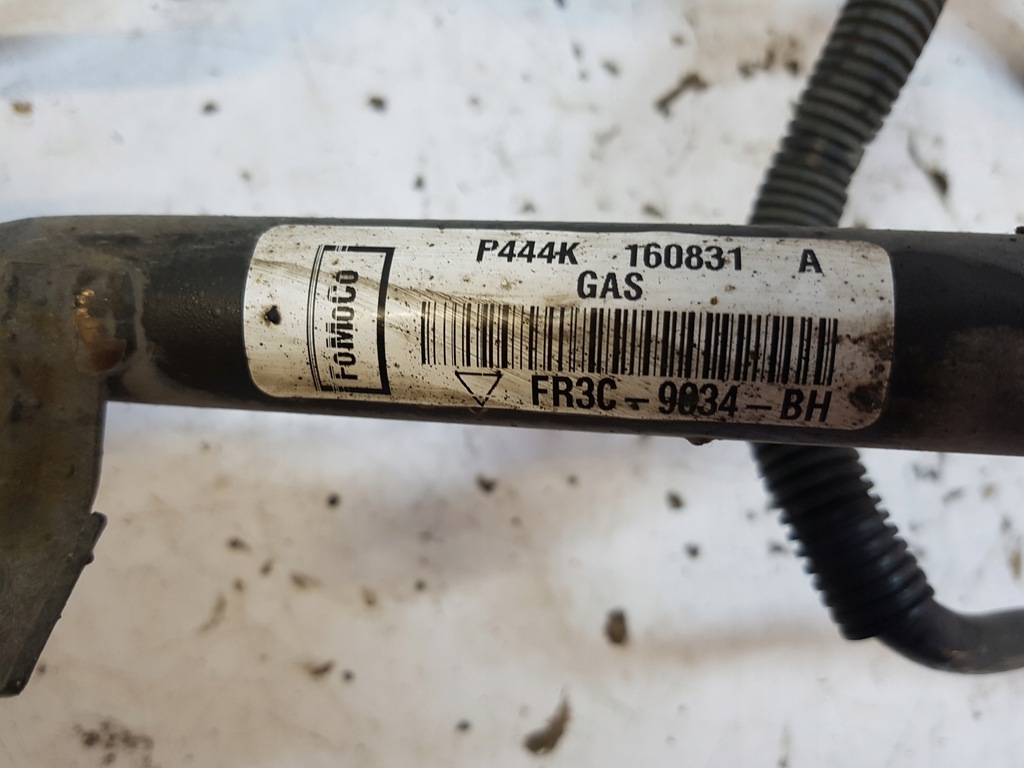 FoMoCo
P444K 160831 A
GAS
FR3C-9034-BH